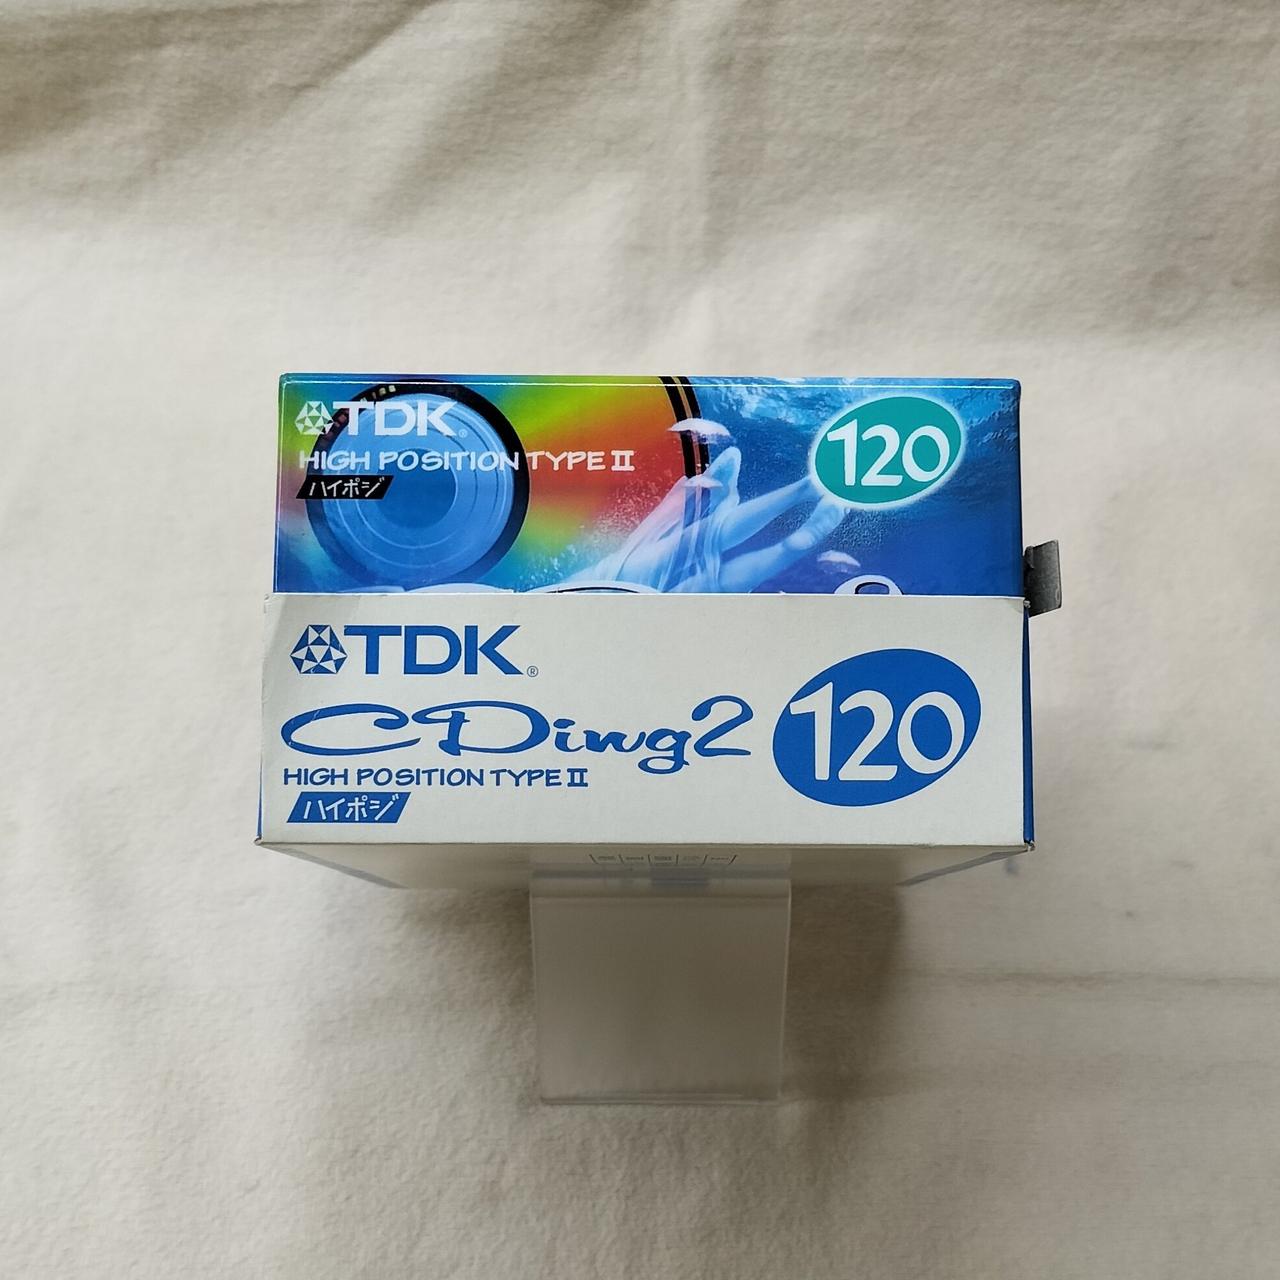 TDK®
HIGH POSITION TYPE II
ハイポジ
120
TDK®
CDing2
HIGH POSITION TYPE II
ハイポジ
120